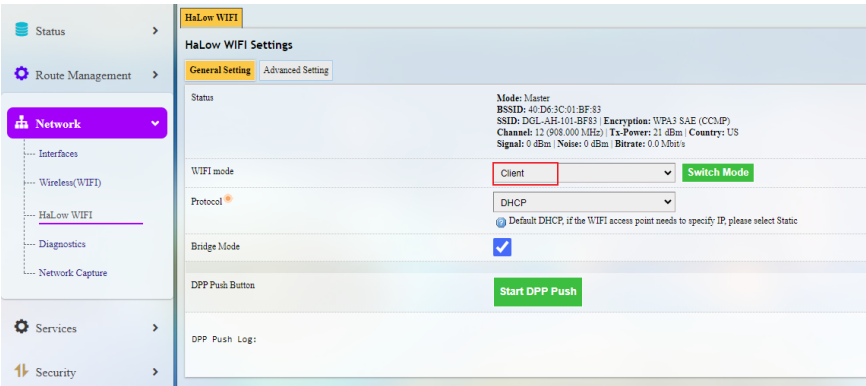 Status
Route Management
Network
Interfaces
Wireless(WIFI)
HaLow WIFI
Diagnostics
Network Capture
Services
Security
HaLow WIFI
HaLow WIFI Settings
General Setting Advanced Setting
Status
Mode: Master
BSSID: 40:D6:3C:01:BF:83
SSID: DGL-AH-101-BF83 | Encryption: WPA3 SAE (CCMP)
Channel: 12 (908.000 MHz) | Tx-Power: 21 dBm | Country: US
Signal: 0 dBm | Noise: 0 dBm | Bitrate: 0.0 Mbit/s
WIFI mode Client Switch Mode
Protocol DHCP
Default DHCP, if the WIFI access point needs to specify IP, please select Static
Bridge Mode
DPP Push Button Start DPP Push
DPP Push Log: